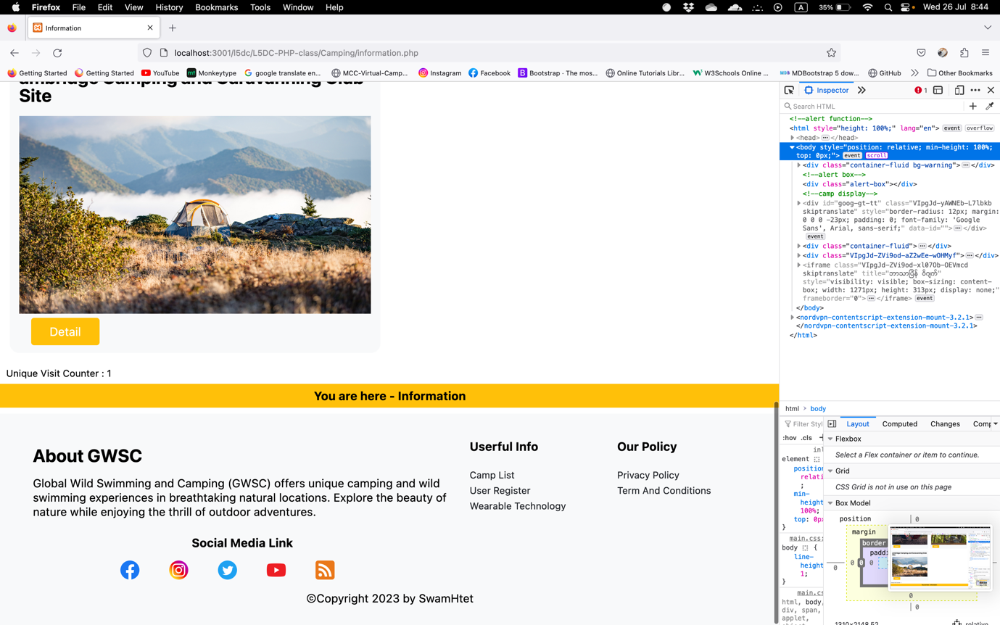 Firefox File Edit View History Bookmarks Tools Window Help A 35% Wed 26 Jul 8:44
Information
localhost:3001/l5dc/L5DC-PHP-class/Camping/information.php
Getting Started Getting Started YouTube mt Monkeytype google translate en... MCC-Virtual-Camp... Instagram Facebook Bootstrap · The mos... Online Tutorials Libr... W3Schools Online ... MDBootstrap 5 dow... GitHub Other Bookmarks
ambridge Camping and Caravanning Club
Site
Detail
Unique Visit Counter : 1
You are here - Information
About GWSC
Global Wild Swimming and Camping (GWSC) offers unique camping and wild
swimming experiences in breathtaking natural locations. Explore the beauty of
nature while enjoying the thrill of outdoor adventures.
Userful Info
Camp List
User Register
Wearable Technology
Our Policy
Privacy Policy
Term And Conditions
Social Media Link
©Copyright 2023 by SwamHtet
Inspector 1
Search HTML
<!--alert function-->
<html style="height: 100%;" lang="en"> event overflow
<head> ··· </head>
<body style="position: relative; min-height: 100%;
top: 0px;"> event scroll
<div class="container-fluid bg-warning"> ··· </div>
<!--alert box-->
<div class="alert-box"></div>
<!--camp display-->
<div id="goog-gt-tt" class="VIpgJd-yAWNEb-L7lbkb
skiptranslate" style="border-radius: 12px; margin:
0 0 0 -23px; padding: 0; font-family: 'Google
Sans', Arial, sans-serif;" data-id=""> ··· </div>
event
<div class="container-fluid"> ··· </div>
<div class="VIpgJd-ZVi9od-aZ2wEe-wOHMyf"> ··· </div>
<iframe class="VIpgJd-ZVi9od-xl07Ob-OEVmcd
skiptranslate" title="ဘာသာပြန် ဝိဂျက်"
style="visibility: visible; box-sizing: content-
box; width: 1271px; height: 313px; display: none;"
frameborder="0"> ··· </iframe> event
</body>
<nordvpn-contentscript-extension-mount-3.2.1> ···
</nordvpn-contentscript-extension-mount-3.2.1>
</html>
html > body
Filter Styl
:hov .cls +
element
position
relati
;
min-
height
100%;
top: 0px
}
main.css:
body {
line-
height
1;
}
main.cs
html, body,
div, span,
applet,
Layout Computed Changes Comp
Flexbox
Select a Flex container or item to continue.
Grid
CSS Grid is not in use on this page
Box Model
position 0
margin
border
paddi
0 0 0 0
0
0
1310×2148.52 relative